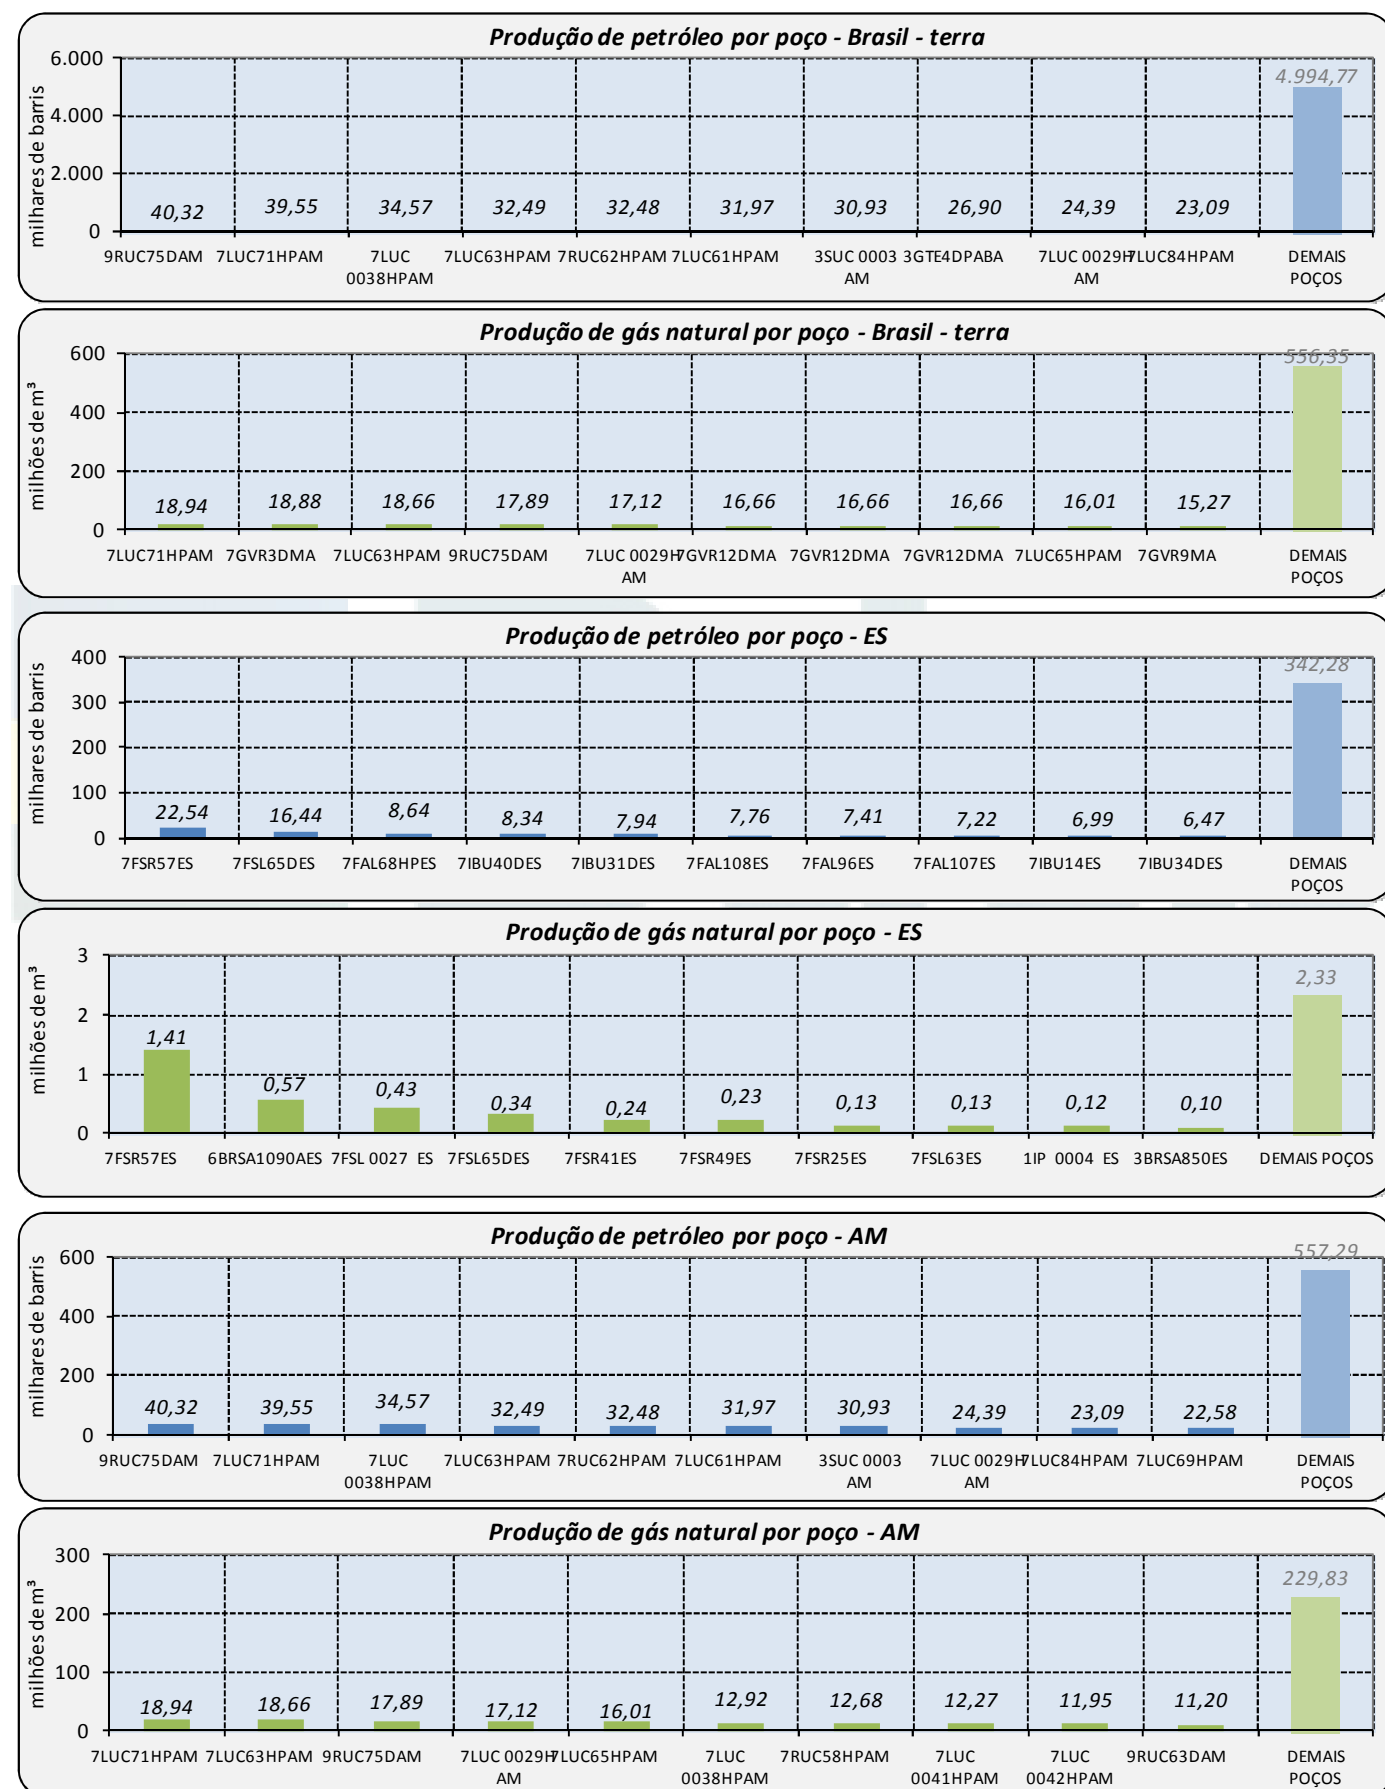 Produção de petróleo por poço - Brasil - terra
milhares de barris
6.000
4.000
2.000
0
40,32 39,55 34,57 32,49 32,48 31,97 30,93 26,90 24,39 23,09 4.994,77
9RUC75DAM 7LUC71HPAM 7LUC 7LUC63HPAM 7RUC62HPAM 7LUC61HPAM 3SUC 0003 3GTE4DPABA 7LUC 0029H 7LUC84HPAM DEMAIS
0038HPAM AM AM POÇOS
Produção de gás natural por poço - Brasil - terra
milhões de m³
600
400
200
0
18,94 18,88 18,66 17,89 17,12 16,66 16,66 16,66 16,01 15,27 556,35
7LUC71HPAM 7GVR3DMA 7LUC63HPAM 9RUC75DAM 7LUC 0029H 7GVR12DMA 7GVR12DMA 7GVR12DMA 7LUC65HPAM 7GVR9MA DEMAIS
AM POÇOS
Produção de petróleo por poço - ES
milhares de barris
400
300
200
100
0
22,54 16,44 8,64 8,34 7,94 7,76 7,41 7,22 6,99 6,47 342,28
7FSR57ES 7FSL65DES 7FAL68HPES 7IBU40DES 7IBU31DES 7FAL108ES 7FAL96ES 7FAL107ES 7IBU14ES 7IBU34DES DEMAIS
POÇOS
Produção de gás natural por poço - ES
milhões de m³
3
2
1
0
1,41 0,57 0,43 0,34 0,24 0,23 0,13 0,13 0,12 0,10 2,33
7FSR57ES 6BRSA1090AES 7FSL 0027 ES 7FSL65DES 7FSR41ES 7FSR49ES 7FSR25ES 7FSL63ES 1IP 0004 ES 3BRSA850ES DEMAIS POÇOS
Produção de petróleo por poço - AM
milhares de barris
600
400
200
0
40,32 39,55 34,57 32,49 32,48 31,97 30,93 24,39 23,09 22,58 557,29
9RUC75DAM 7LUC71HPAM 7LUC 7LUC63HPAM 7RUC62HPAM 7LUC61HPAM 3SUC 0003 7LUC 0029H 7LUC84HPAM 7LUC69HPAM DEMAIS
0038HPAM AM AM POÇOS
Produção de gás natural por poço - AM
milhões de m³
300
200
100
0
18,94 18,66 17,89 17,12 16,01 12,92 12,68 12,27 11,95 11,20 229,83
7LUC71HPAM 7LUC63HPAM 9RUC75DAM 7LUC 0029H 7LUC65HPAM 7LUC 7RUC58HPAM 7LUC 7LUC 9RUC63DAM DEMAIS
AM 0038HPAM 0041HPAM 0042HPAM POÇOS